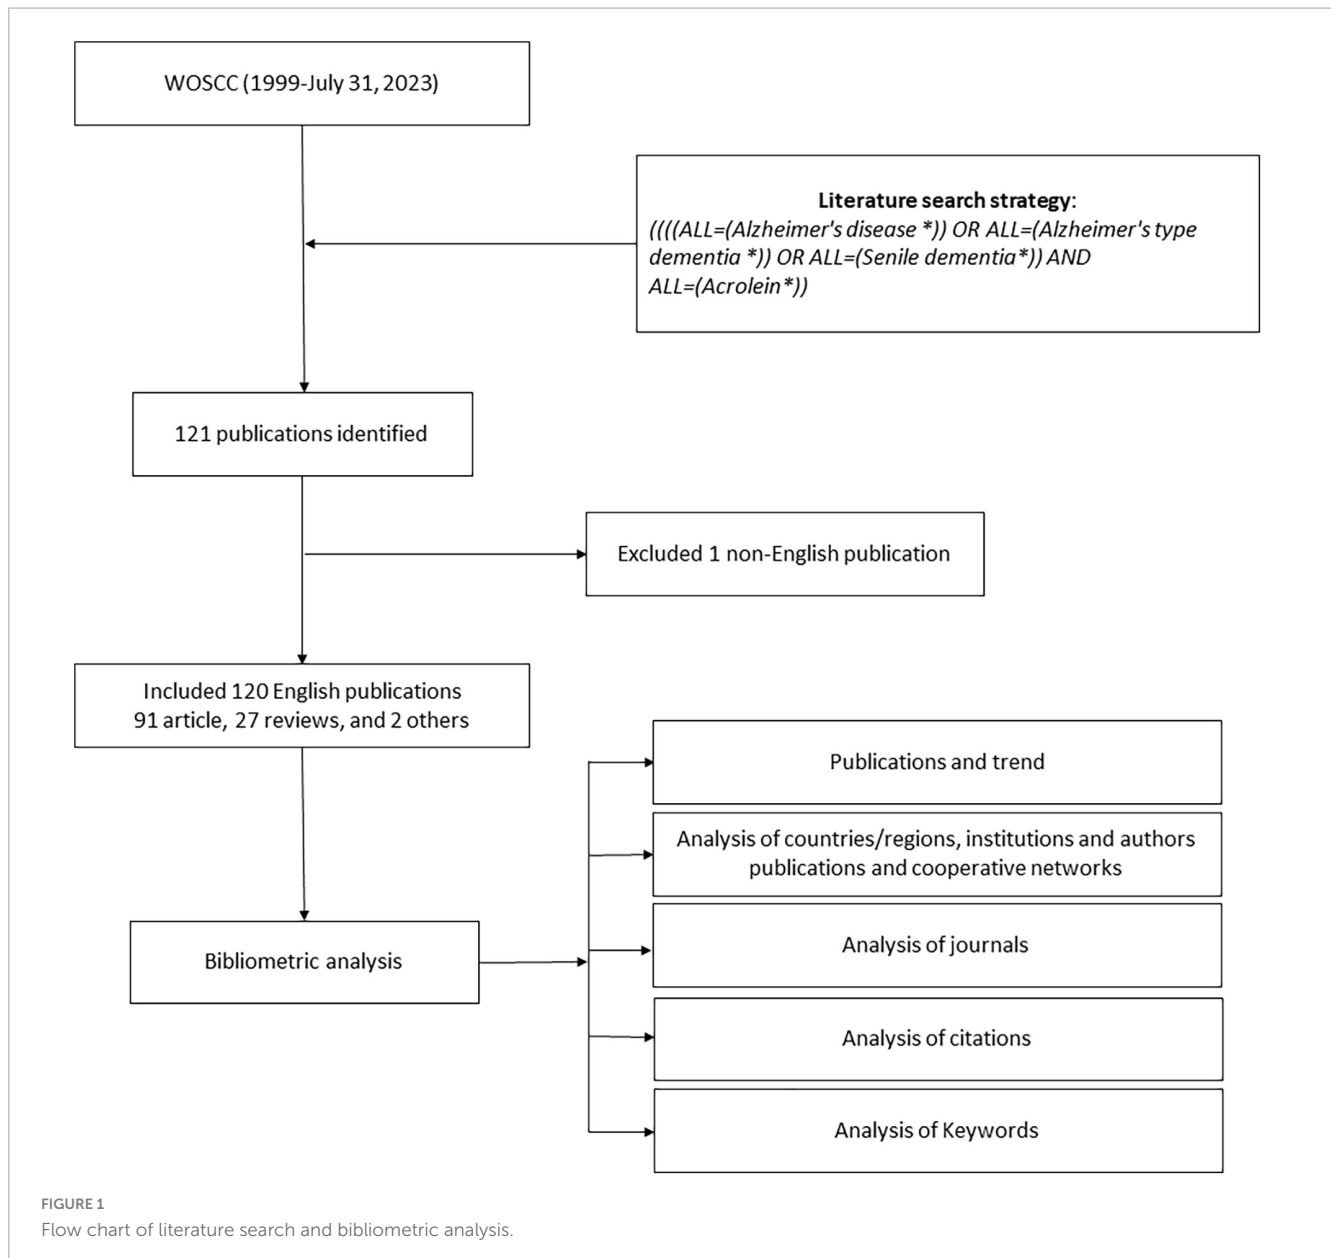 WOSCC (1999-July 31, 2023)
Literature search strategy:
((((ALL=(Alzheimer's disease *)) OR ALL=(Alzheimer's type
dementia *)) OR ALL=(Senile dementia*)) AND
ALL=(Acrolein*))
121 publications identified
Excluded 1 non-English publication
Included 120 English publications
91 article, 27 reviews, and 2 others
Bibliometric analysis
Publications and trend
Analysis of countries/regions, institutions and authors
publications and cooperative networks
Analysis of journals
Analysis of citations
Analysis of Keywords
FIGURE 1
Flow chart of literature search and bibliometric analysis.